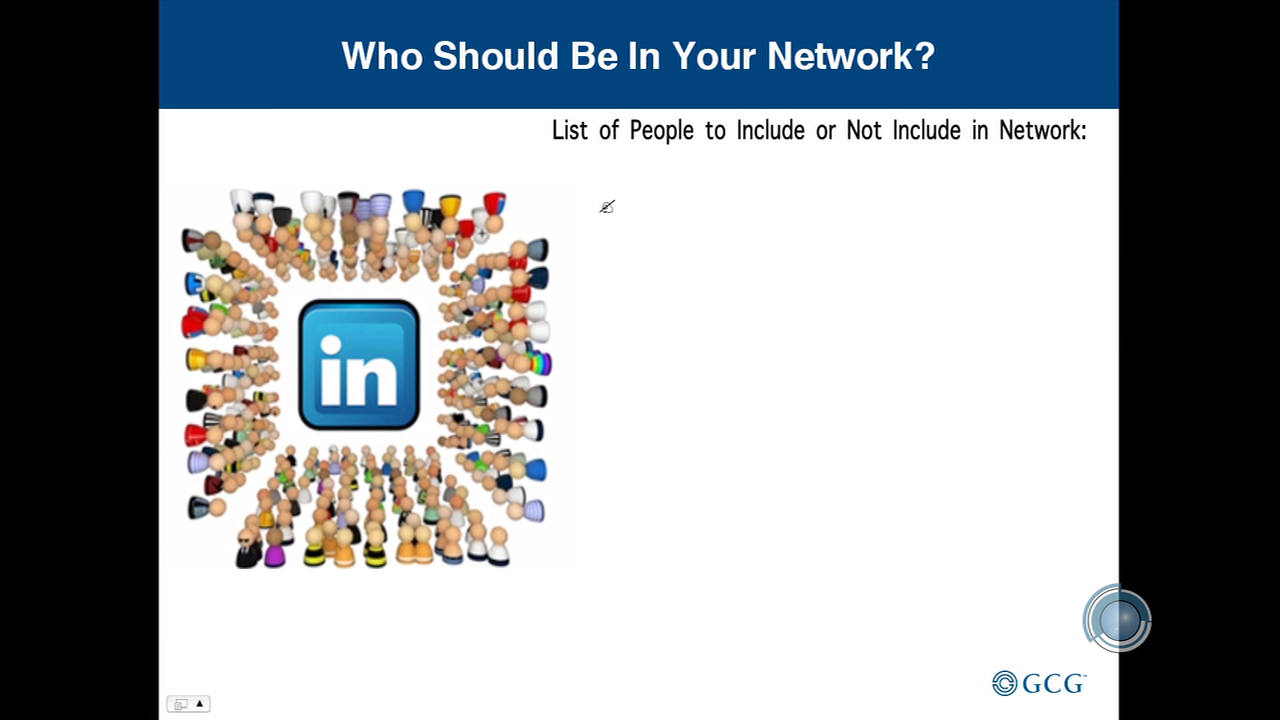 Who Should Be In Your Network?
List of People to Include or Not Include in Network:
in
GCG